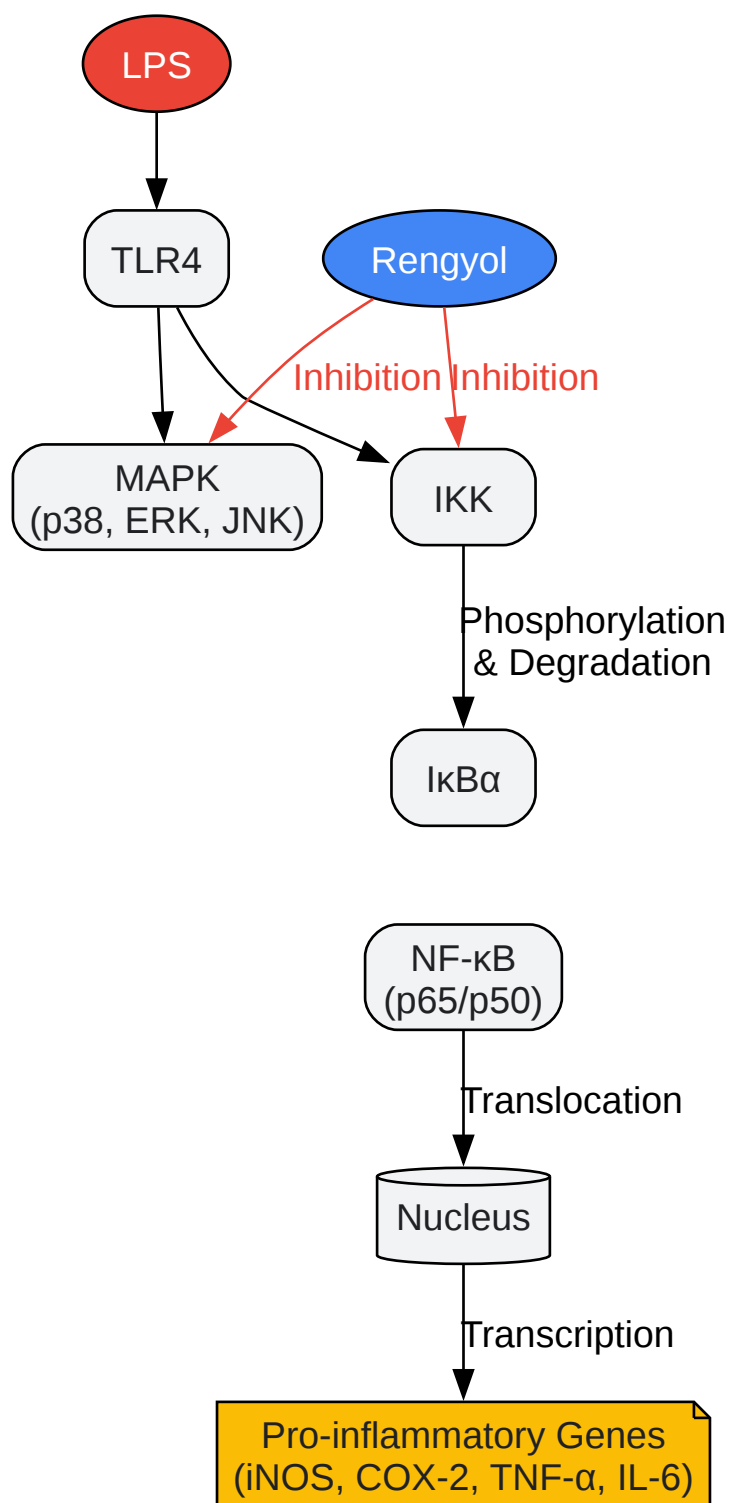 LPS
TLR4
Rengyol
Inhibition
Inhibition
MAPK
(p38, ERK, JNK)
IKK
Phosphorylation
& Degradation
IκBα
NF-κB
(p65/p50)
Translocation
Nucleus
Transcription
Pro-inflammatory Genes
(iNOS, COX-2, TNF-α, IL-6)